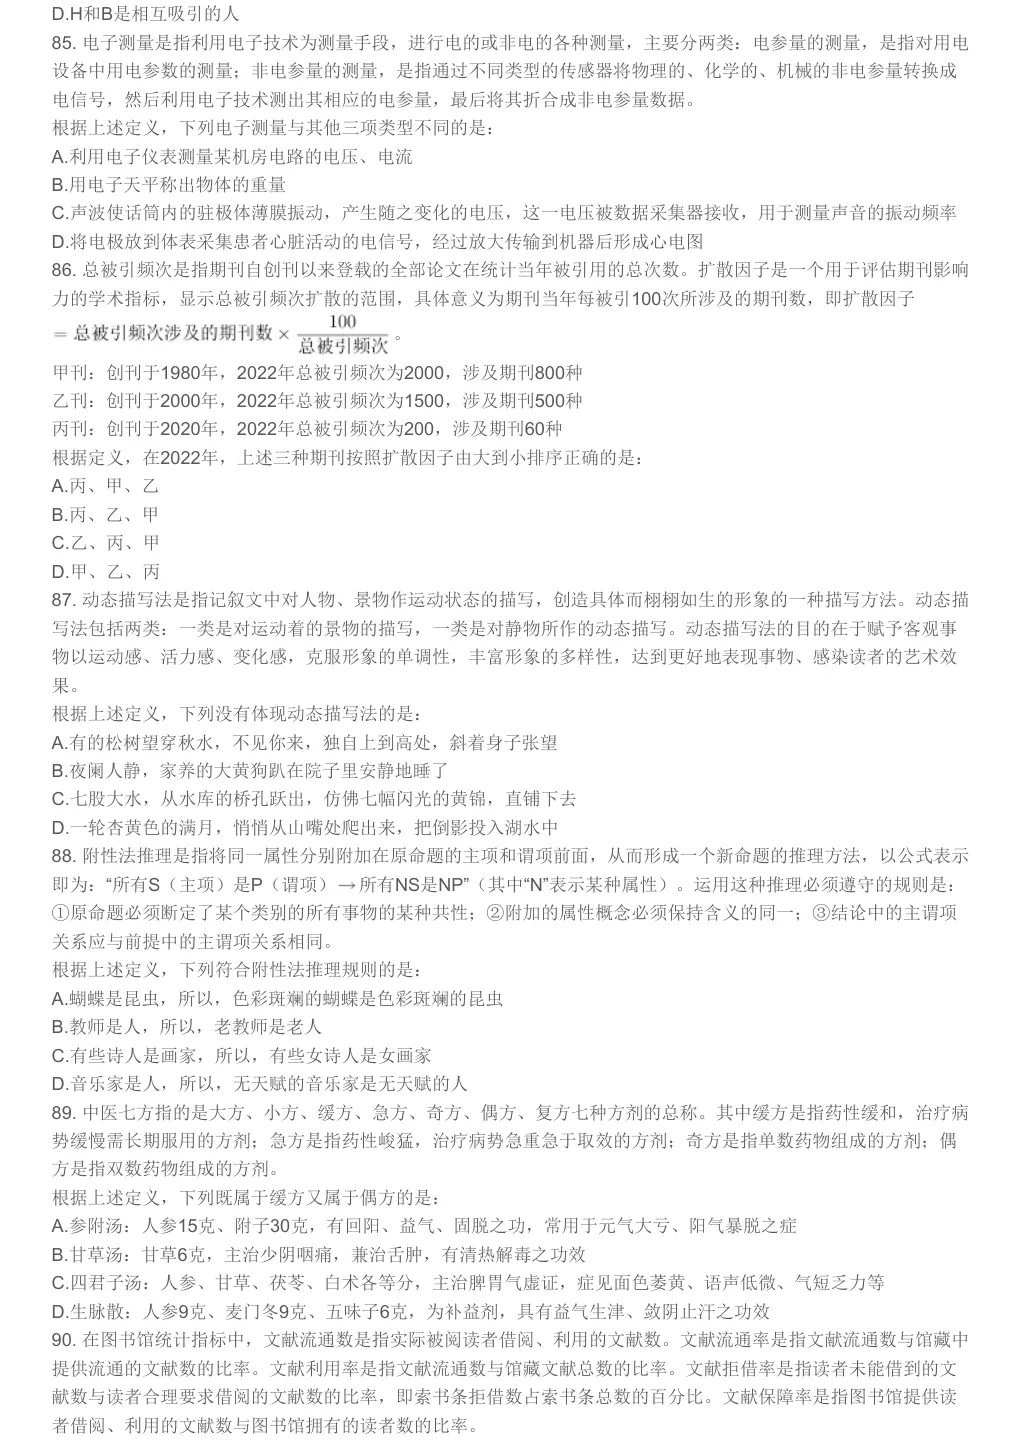 D.H和B是相互吸引的人
85. 电子测量是指利用电子技术为测量手段，进行电的或非电的各种测量，主要分两类：电参量的测量，是指对用电
设备中用电参数的测量；非电参量的测量，是指通过不同类型的传感器将物理的、化学的、机械的非电参量转换成
电信号，然后利用电子技术测出其相应的电参量，最后将其折合成非电参量数据。
根据上述定义，下列电子测量与其他三项类型不同的是：
A.利用电子仪表测量某机房电路的电压、电流
B.用电子天平称出物体的重量
C.声波使话筒内的驻极体薄膜振动，产生随之变化的电压，这一电压被数据采集器接收，用于测量声音的振动频率
D.将电极放到体表采集患者心脏活动的电信号，经过放大传输到机器后形成心电图
86. 总被引频次是指期刊自创刊以来登载的全部论文在统计当年被引用的总次数。扩散因子是一个用于评估期刊影响
力的学术指标，显示总被引频次扩散的范围，具体意义为期刊当年每被引100次所涉及的期刊数，即扩散因子
= 总被引频次涉及的期刊数 × 100/总被引频次 。
甲刊：创刊于1980年，2022年总被引频次为2000，涉及期刊800种
乙刊：创刊于2000年，2022年总被引频次为1500，涉及期刊500种
丙刊：创刊于2020年，2022年总被引频次为200，涉及期刊60种
根据定义，在2022年，上述三种期刊按照扩散因子由大到小排序正确的是：
A.丙、甲、乙
B.丙、乙、甲
C.乙、丙、甲
D.甲、乙、丙
87. 动态描写法是指记叙文中对人物、景物作运动状态的描写，创造具体而栩栩如生的形象的一种描写方法。动态描
写法包括两类：一类是对运动着的景物的描写，一类是对静物所作的动态描写。动态描写法的目的在于赋予客观事
物以运动感、活力感、变化感，克服形象的单调性，丰富形象的多样性，达到更好地表现事物、感染读者的艺术效
果。
根据上述定义，下列没有体现动态描写法的是：
A.有的松树望穿秋水，不见你来，独自上到高处，斜着身子张望
B.夜阑人静，家养的大黄狗趴在院子里安静地睡了
C.七股大水，从水库的桥孔跃出，仿佛七幅闪光的黄锦，直铺下去
D.一轮杏黄色的满月，悄悄从山嘴处爬出来，把倒影投入湖水中
88. 附性法推理是指将同一属性分别附加在原命题的主项和谓项前面，从而形成一个新命题的推理方法，以公式表示
即为：“所有S（主项）是P（谓项）→所有NS是NP”（其中“N”表示某种属性）。运用这种推理必须遵守的规则是：
①原命题必须断定了某个类别的所有事物的某种共性；②附加的属性概念必须保持含义的同一；③结论中的主谓项
关系应与前提中的主谓项关系相同。
根据上述定义，下列符合附性法推理规则的是：
A.蝴蝶是昆虫，所以，色彩斑斓的蝴蝶是色彩斑斓的昆虫
B.教师是人，所以，老教师是老人
C.有些诗人是画家，所以，有些女诗人是女画家
D.音乐家是人，所以，无天赋的音乐家是无天赋的人
89. 中医七方指的是大方、小方、缓方、急方、奇方、偶方、复方七种方剂的总称。其中缓方是指药性缓和，治疗病
势缓慢需长期服用的方剂；急方是指药性峻猛，治疗病势急重急于取效的方剂；奇方是指单数药物组成的方剂；偶
方是指双数药物组成的方剂。
根据上述定义，下列既属于缓方又属于偶方的是：
A.参附汤：人参15克、附子30克，有回阳、益气、固脱之功，常用于元气大亏、阳气暴脱之症
B.甘草汤：甘草6克，主治少阴咽痛，兼治舌肿，有清热解毒之功效
C.四君子汤：人参、甘草、茯苓、白术各等分，主治脾胃气虚证，症见面色萎黄、语声低微、气短乏力等
D.生脉散：人参9克、麦门冬9克、五味子6克，为补益剂，具有益气生津、敛阴止汗之功效
90. 在图书馆统计指标中，文献流通数是指实际被阅读者借阅、利用的文献数。文献流通率是指文献流通数与馆藏中
提供流通的文献数的比率。文献利用率是指文献流通数与馆藏文献总数的比率。文献拒借率是指读者未能借到的文
献数与读者合理要求借阅的文献数的比率，即索书条拒借数占索书条总数的百分比。文献保障率是指图书馆提供读
者借阅、利用的文献数与图书馆拥有的读者数的比率。